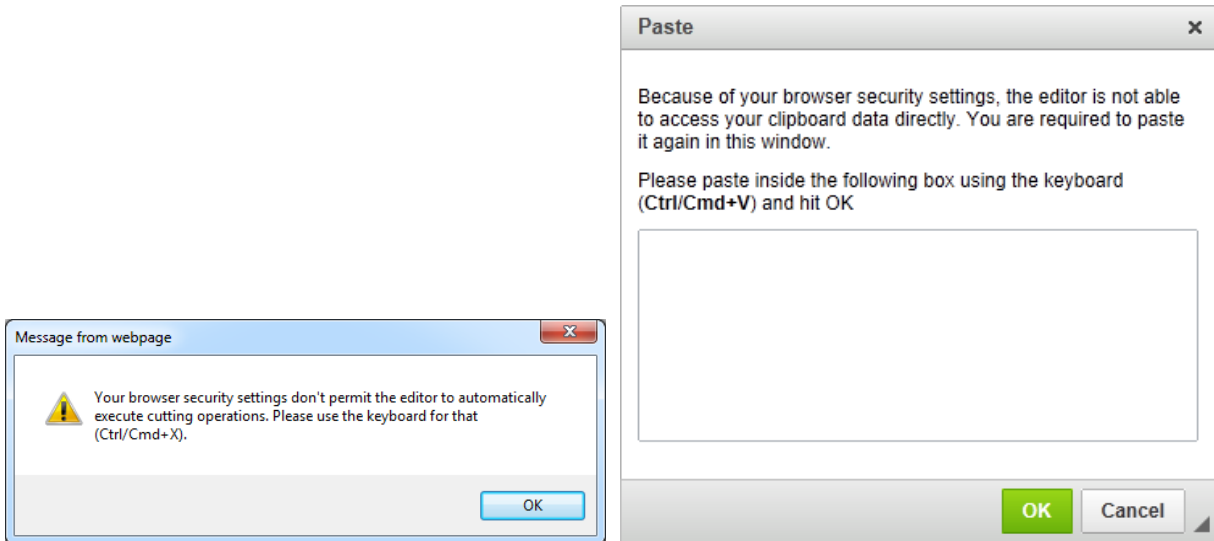 Message from webpage
Your browser security settings don't permit the editor to automatically
execute cutting operations. Please use the keyboard for that
(Ctrl/Cmd+X).
OK
Paste
Because of your browser security settings, the editor is not able
to access your clipboard data directly. You are required to paste
it again in this window.
Please paste inside the following box using the keyboard
(Ctrl/Cmd+V) and hit OK
OK
Cancel